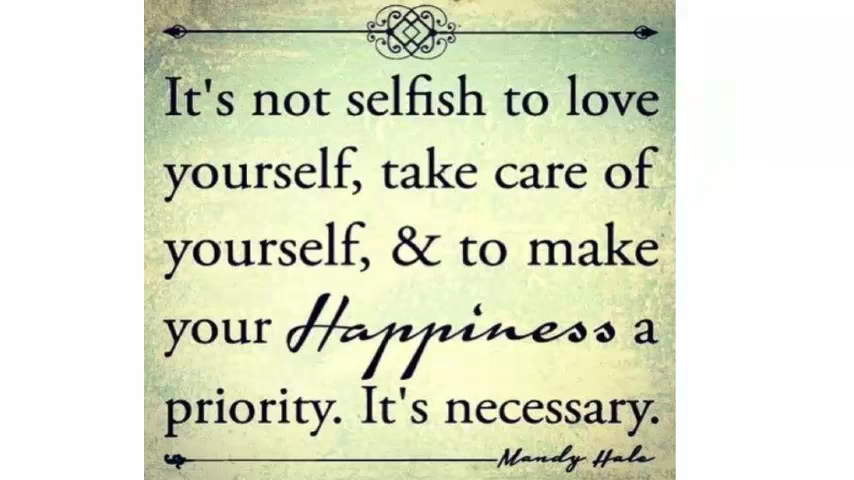 It's not selfish to love
yourself, take care of
yourself, & to make
your Happiness a
priority. It's necessary.
Mandy Hale